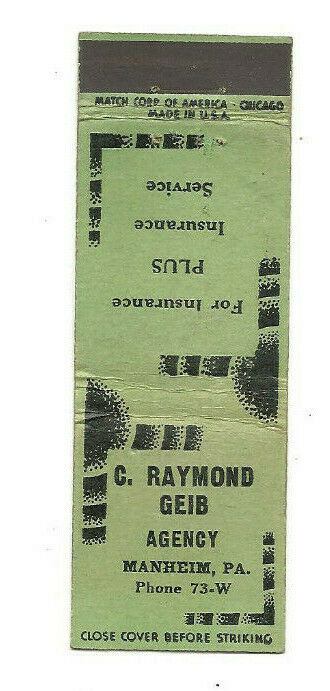 MATCH CORP. OF AMERICA - CHICAGO
MADE IN U.S.A.
For Insurance
PLUS
Insurance
Service
C. RAYMOND
GEIB
AGENCY
MANHEIM, PA.
Phone 73-W
CLOSE COVER BEFORE STRIKING